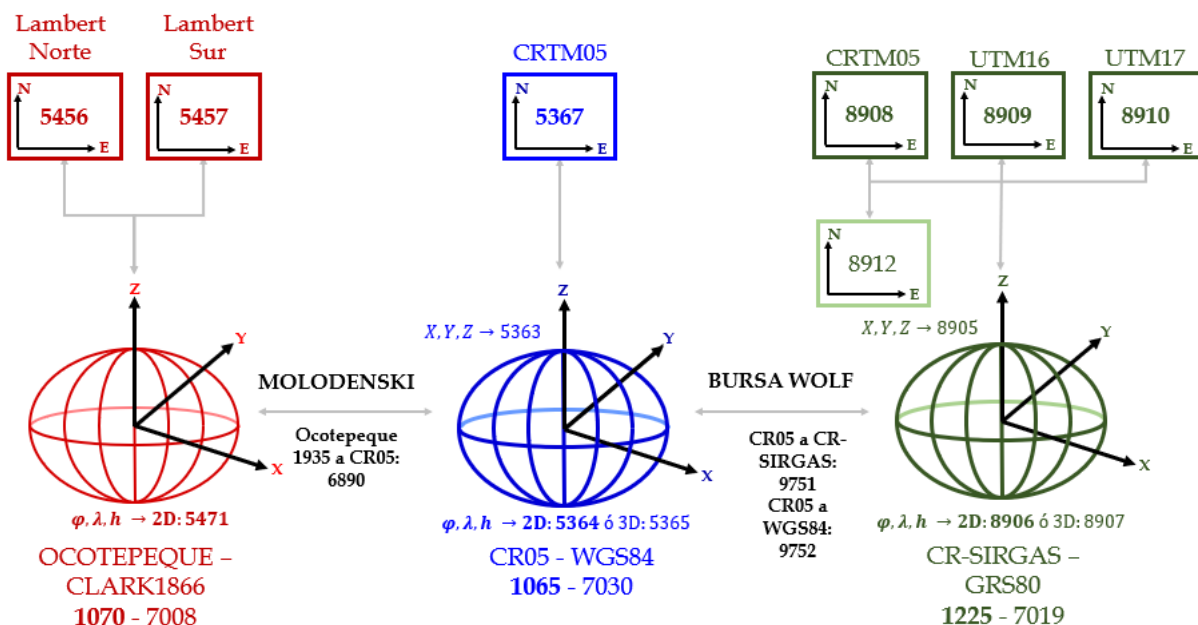 Lambert
Norte
Lambert
Sur
CRTM05
CRTM05
UTM16
UTM17
N
5456
E
N
5457
E
N
5367
E
N
8908
E
N
8909
E
N
8910
E
N
8912
E
Z
Y
X
Z
X,Y,Z → 5363
Y
X
Z
X,Y,Z → 8905
Y
X
MOLODENSKI
Ocotepeque
1935 a CR05:
6890
BURSA WOLF
CR05 a CR-
SIRGAS:
9751
CR05 a
WGS84:
9752
φ, λ, h → 2D: 5471
φ, λ, h → 2D: 5364 ó 3D: 5365
φ, λ, h → 2D: 8906 ó 3D: 8907
OCOTEPEQUE –
CLARK1866
1070 - 7008
CR05 - WGS84
1065 - 7030
CR-SIRGAS –
GRS80
1225 - 7019